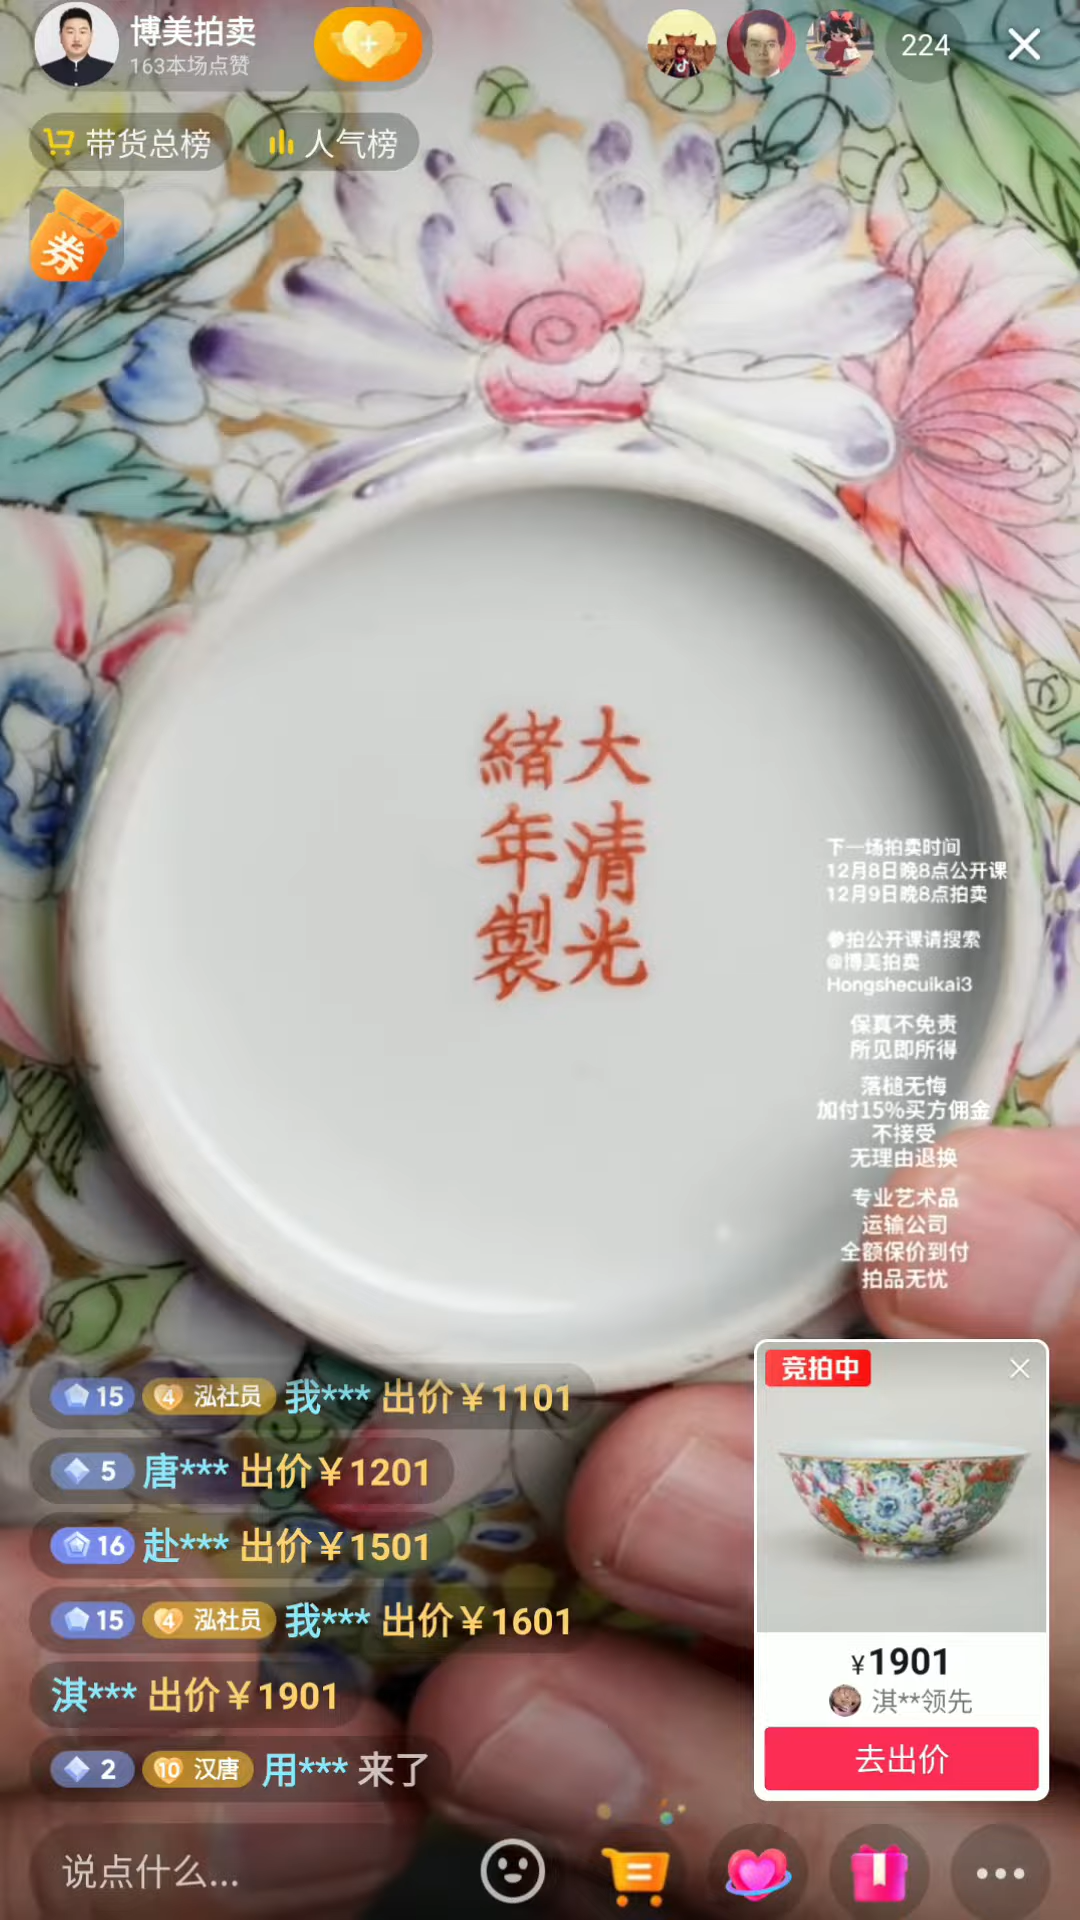 博美拍卖
163本场点赞
224
带货总榜
人气榜
券
大清光
緒年製
下一场拍卖时间
12月8日晚8点公开课
12月9日晚8点拍卖
参拍公开课请搜索
@博美拍卖
Hongshecuikai3
保真不免责
所见即所得
落槌无悔
加付15%买方佣金
不接受
无理由退换
专业艺术品
运输公司
全额保价到付
拍品无忧
15 4 泓社员 我*** 出价¥1101
5 唐*** 出价¥1201
16 赴*** 出价¥1501
15 4 泓社员 我*** 出价¥1601
淇*** 出价¥1901
2 10 汉唐 用*** 来了
竞拍中
¥1901
淇**领先
去出价
说点什么...